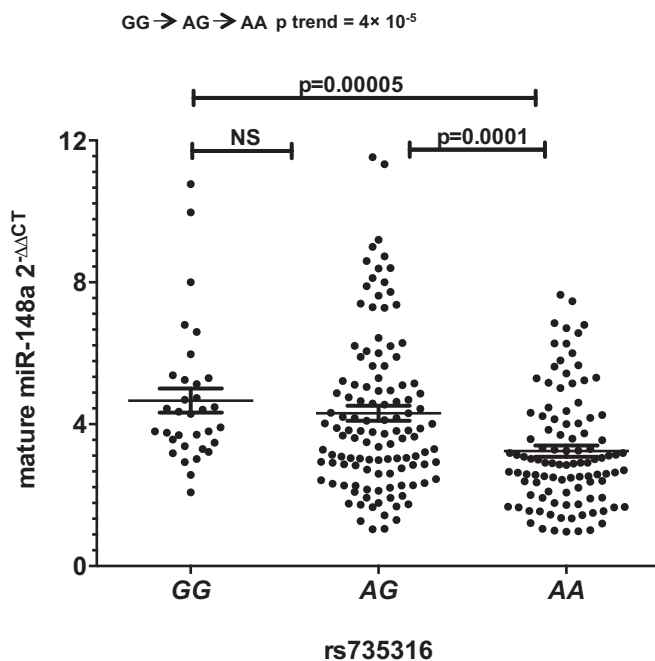 GG → AG → AA p trend = 4× 10⁻⁵
p=0.00005
NS
p=0.0001
mature miR-148a 2⁻ΔΔCT
12
8
4
0
GG AG AA
rs735316